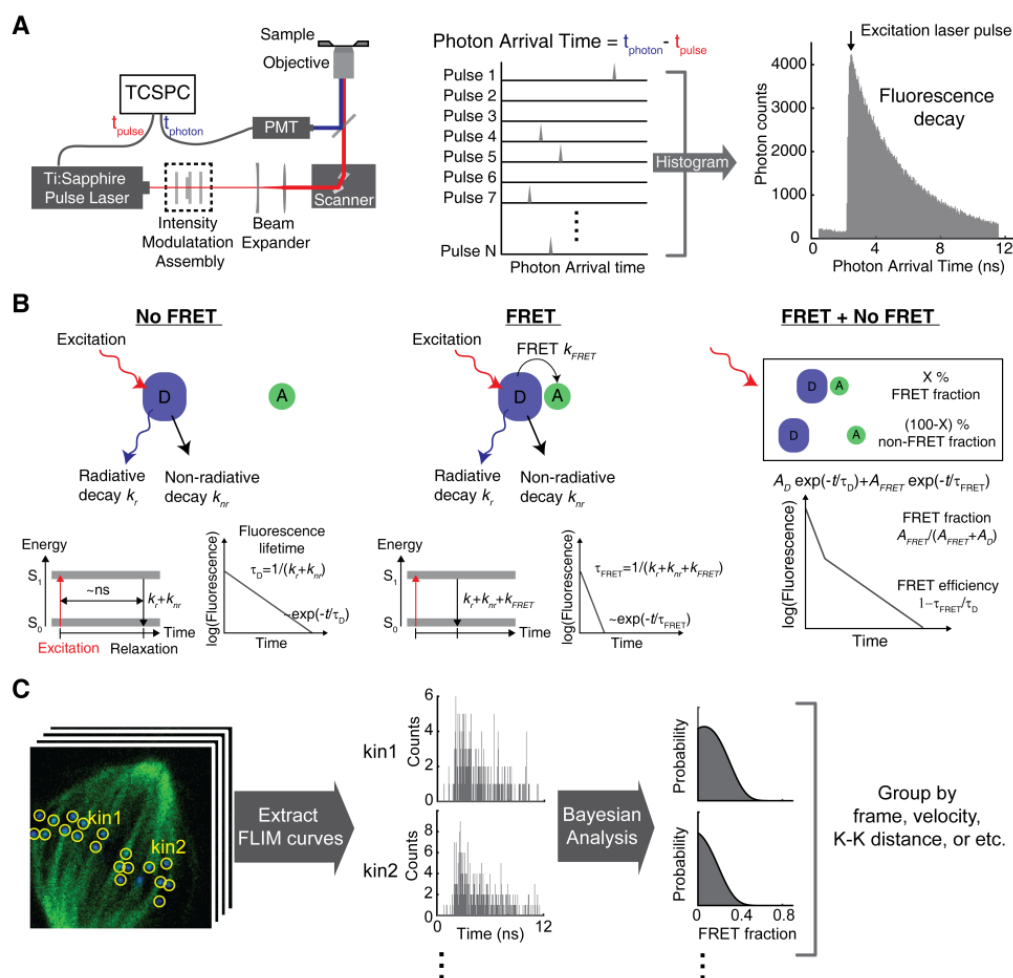 A
Sample
Objective
TCSPC
t_pulse
t_photon
PMT
Ti:Sapphire
Pulse Laser
Scanner
Intensity
Modulatation
Assembly
Beam
Expander
Photon Arrival Time = t_photon - t_pulse
Pulse 1
Pulse 2
Pulse 3
Pulse 4
Pulse 5
Pulse 6
Pulse 7
Pulse N
Photon Arrival time
Histogram
Excitation laser pulse
Fluorescence
decay
Photon counts
4000
3000
2000
1000
0
4
8
12
Photon Arrival Time (ns)
B
No FRET
Excitation
D
A
Radiative
decay k_r
Non-radiative
decay k_nr
Energy
S_1
S_0
~ns
k_r+k_nr
Time
Excitation
Relaxation
log(Fluorescence)
Fluorescence
lifetime
τ_D=1/(k_r+k_nr)
~exp(-t/τ_D)
Time
FRET
Excitation
FRET k_FRET
D
A
Radiative
decay k_r
Non-radiative
decay k_nr
Energy
S_1
S_0
k_r+k_nr+k_FRET
Time
log(Fluorescence)
τ_FRET=1/(k_r+k_nr+k_FRET)
~exp(-t/τ_FRET)
Time
FRET + No FRET
D
A
X %
FRET fraction
D
A
(100-X) %
non-FRET fraction
A_D exp(-t/τ_D)+A_FRET exp(-t/τ_FRET)
log(Fluorescence)
FRET fraction
A_FRET/(A_FRET+A_D)
FRET efficiency
1-τ_FRET/τ_D
Time
C
kin1
kin2
Extract
FLIM curves
kin1
Counts
6
4
2
0
kin2
Counts
8
6
4
2
0
0
12
Time (ns)
Bayesian
Analysis
Probability
Probability
0
0.4
0.8
FRET fraction
Group by
frame, velocity,
K-K distance, or etc.